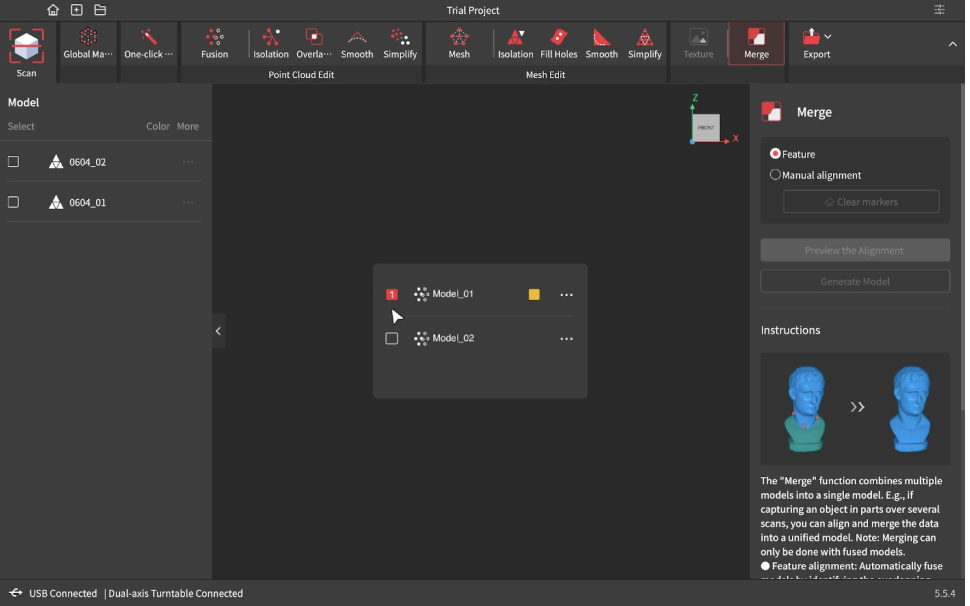 Trial Project
Scan
Global Ma···
One-click ···
Fusion
Isolation
Overla···
Smooth
Simplify
Point Cloud Edit
Mesh
Isolation
Fill Holes
Smooth
Simplify
Mesh Edit
Texture
Merge
Export
Model
Select Color More
0604_02 ···
0604_01 ···
Z
FRONT
X
1 Model_01 ···
Model_02 ···
Merge
Feature
Manual alignment
Clear markers
Preview the Alignment
Generate Model
Instructions
The "Merge" function combines multiple
models into a single model. E.g., if
capturing an object in parts over several
scans, you can align and merge the data
into a unified model. Note: Merging can
only be done with fused models.
● Feature alignment: Automatically fuse
models by identifying the overlapping
USB Connected | Dual-axis Turntable Connected
5.5.4